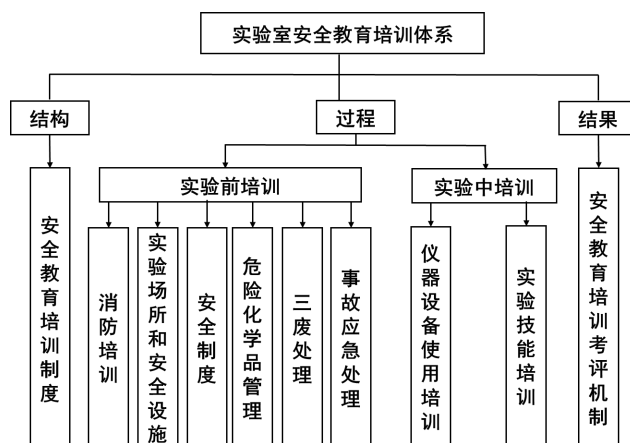 实验室安全教育培训体系
结构
过程
结果
实验前培训
实验中培训
安全教育培训制度
消防培训
实验场所和安全设施
安全制度
危险化学品管理
三废处理
事故应急处理
仪器设备使用培训
实验技能培训
安全教育培训考评机制